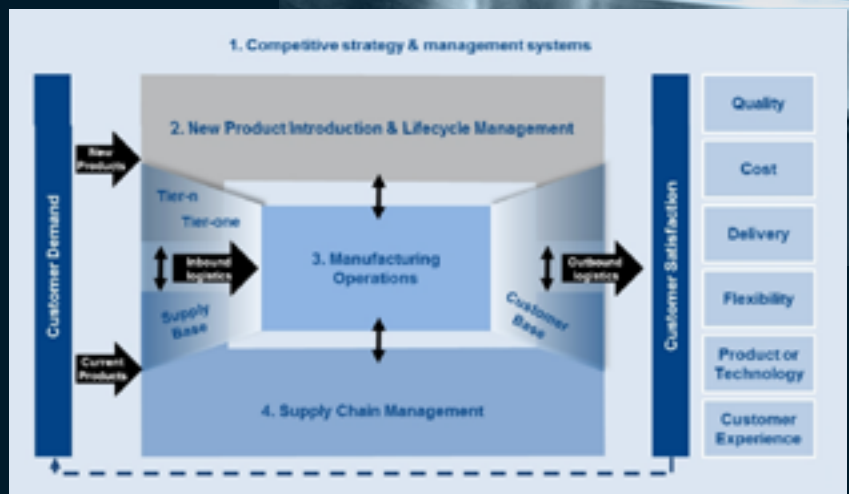 1. Competitive strategy & management systems
Customer Demand
New
Products
2. New Product Introduction & Lifecycle Management
Tier-n
Tier-one
Inbound
logistics
Supply
Base
Current
Products
3. Manufacturing
Operations
Outbound
logistics
Customer
Base
4. Supply Chain Management
Customer Satisfaction
Quality
Cost
Delivery
Flexibility
Product or
Technology
Customer
Experience